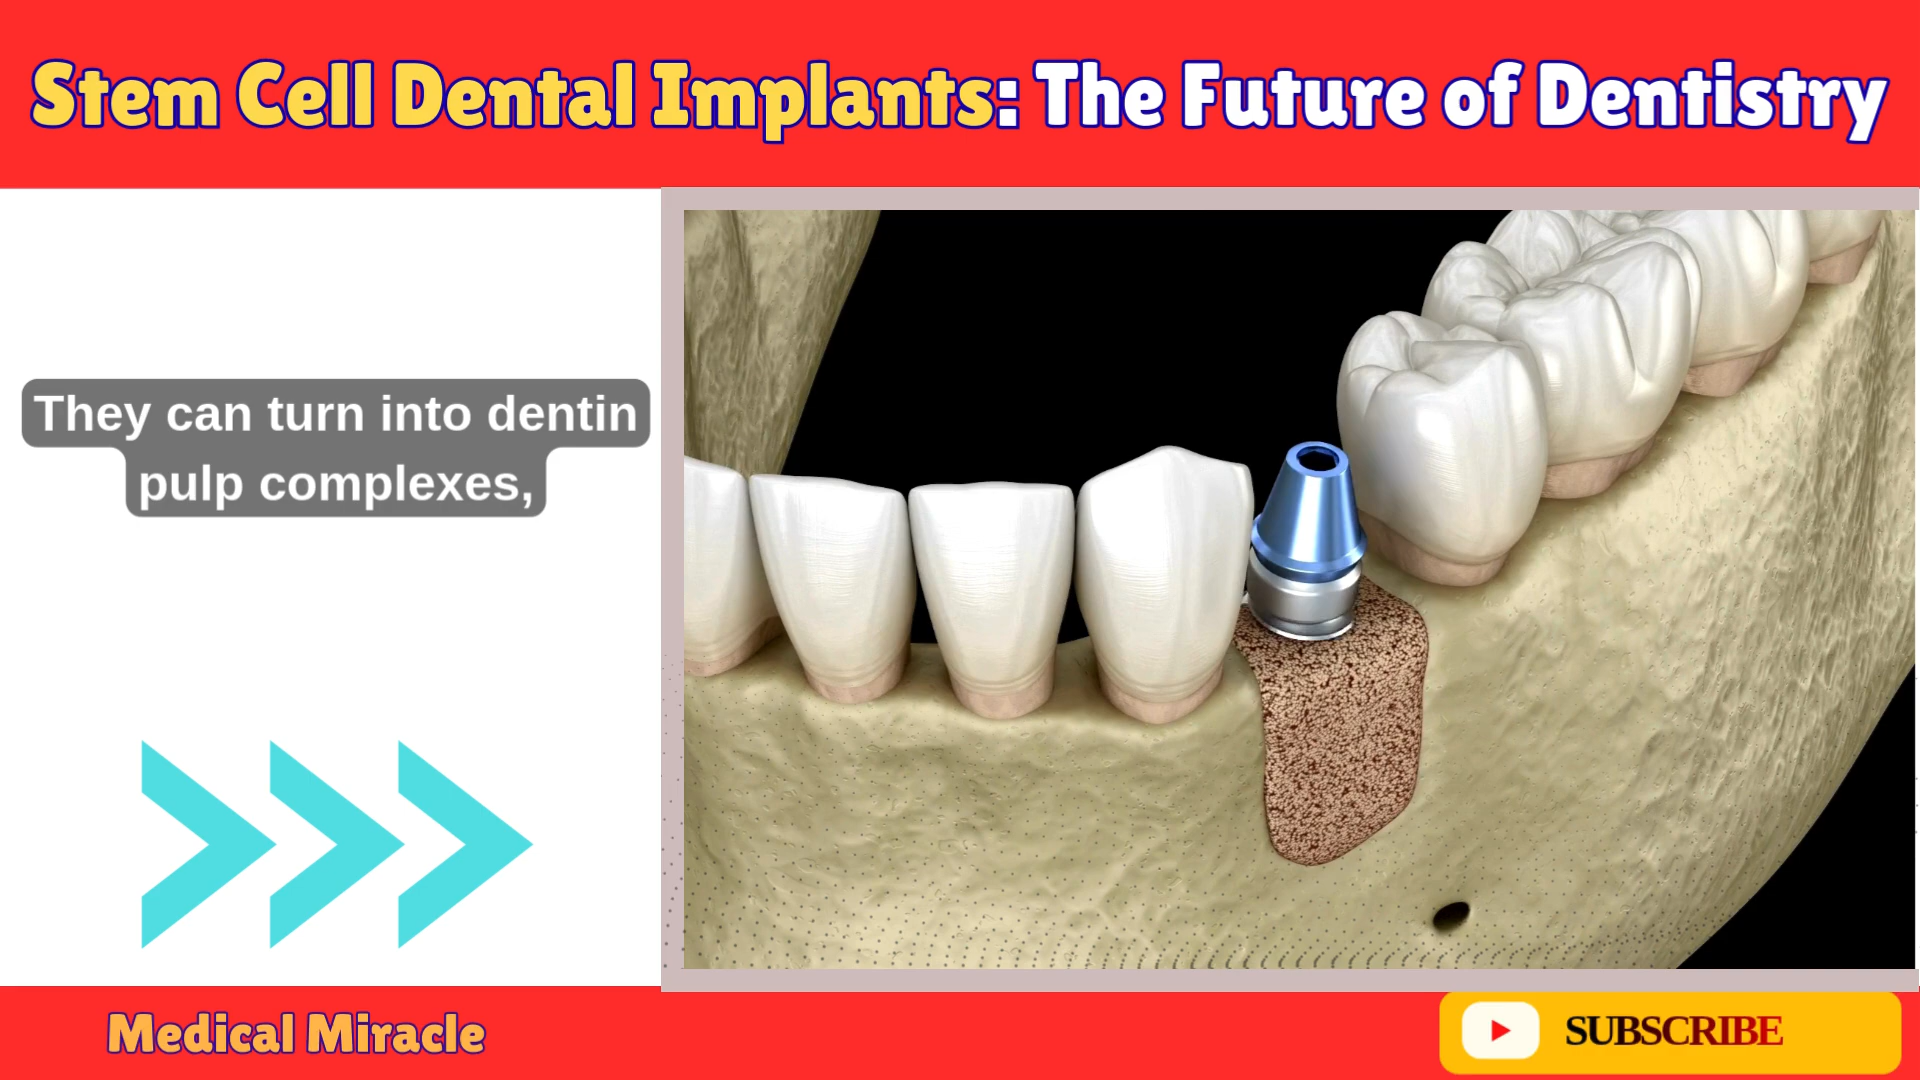 Stem Cell Dental Implants: The Future of Dentistry
They can turn into dentin
pulp complexes,
Medical Miracle
SUBSCRIBE